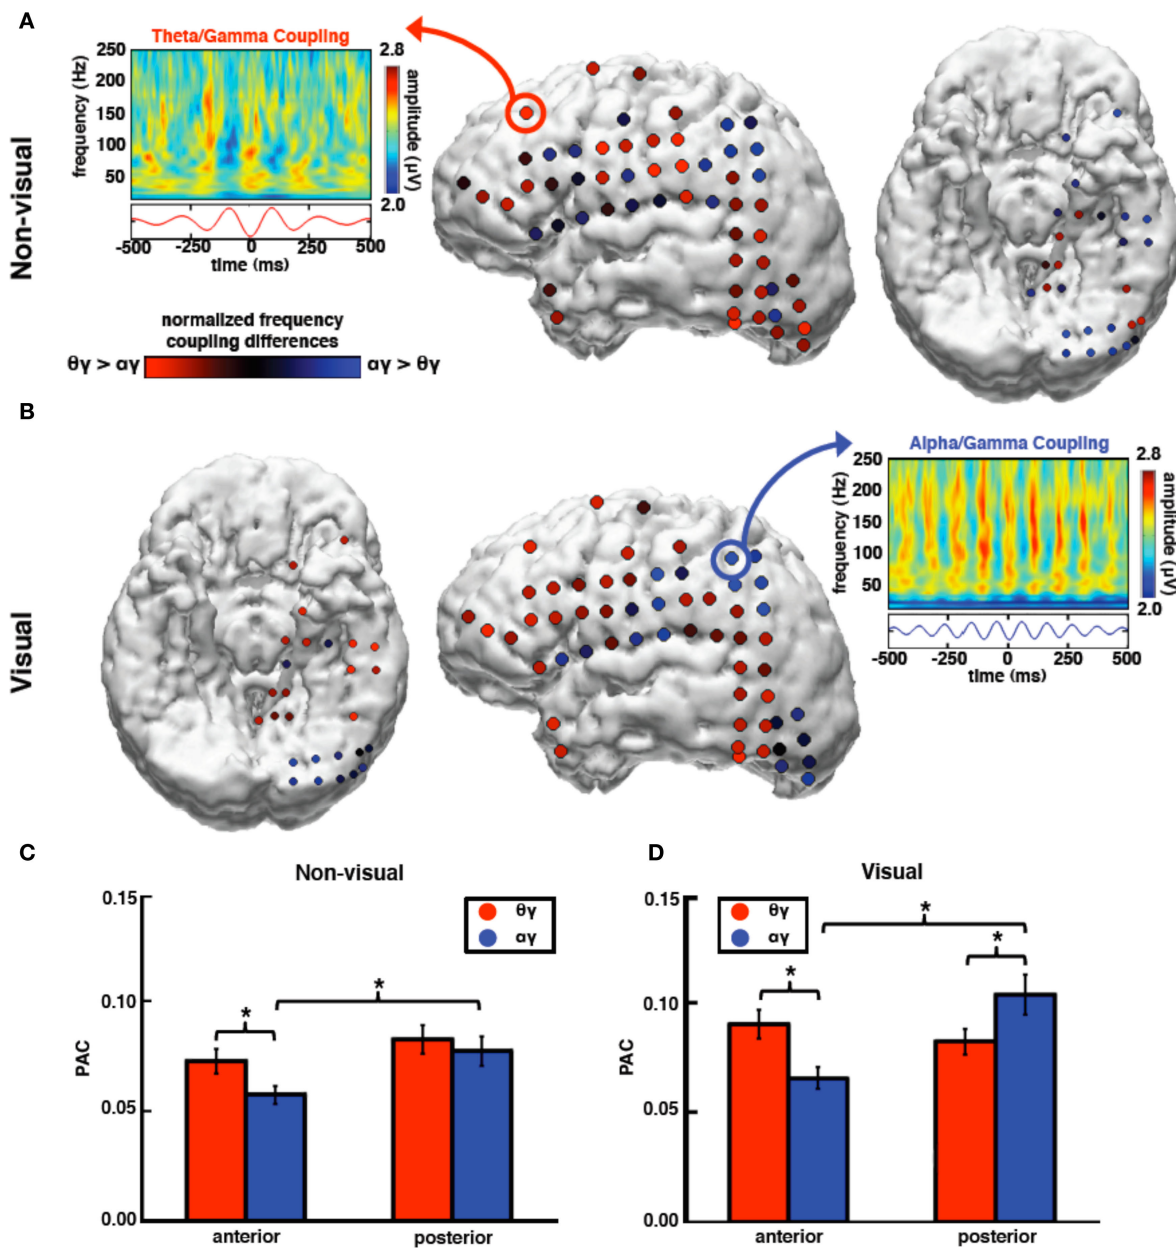 A
Non-visual
Theta/Gamma Coupling
frequency (Hz)
250
200
150
100
50
2.8
amplitude (µV)
2.0
-500 -250 0 250 500
time (ms)
normalized frequency
coupling differences
θγ > αγ
αγ > θγ
B
Visual
Alpha/Gamma Coupling
frequency (Hz)
250
200
150
100
50
2.8
amplitude (µV)
2.0
-500 -250 0 250 500
time (ms)
C
Non-visual
PAC
0.15
0.10
0.05
0.00
θγ
αγ
*
*
anterior posterior
D
Visual
PAC
0.15
0.10
0.05
0.00
θγ
αγ
*
*
*
anterior posterior